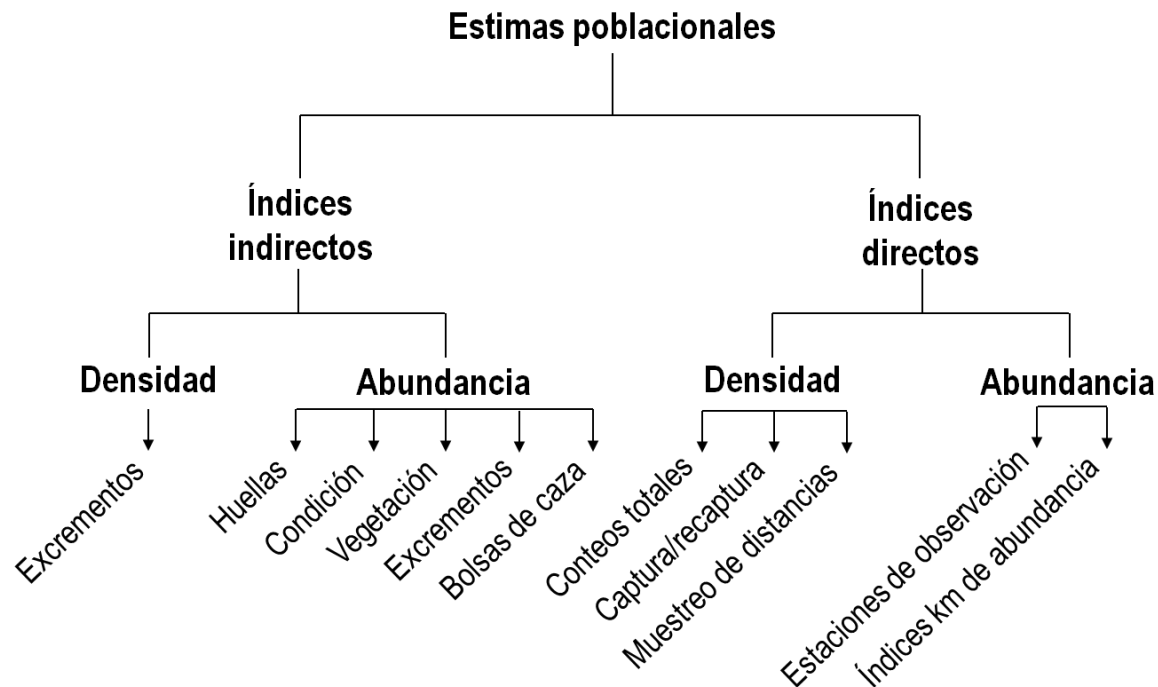 Estimas poblacionales
Índices
indirectos
Índices
directos
Densidad
Abundancia
Densidad
Abundancia
Excrementos
Huellas
Condición
Vegetación
Excrementos
Bolsas de caza
Conteos totales
Captura/recaptura
Muestreo de distancias
Estaciones de observación
Índices km de abundancia